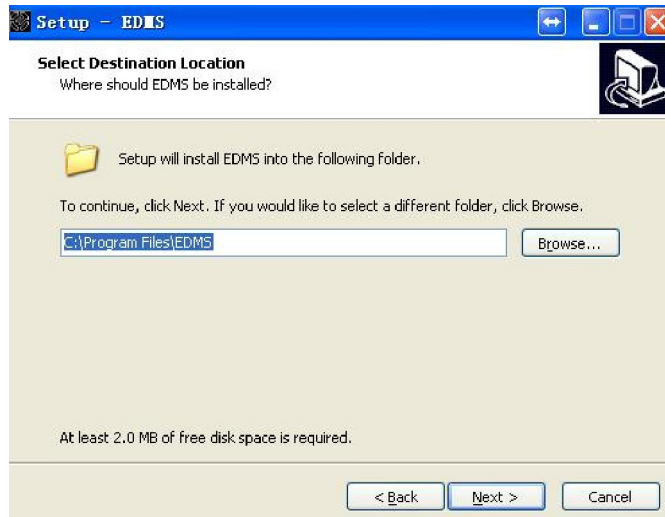 Setup - EDMS
Select Destination Location
Where should EDMS be installed?
Setup will install EDMS into the following folder.
To continue, click Next. If you would like to select a different folder, click Browse.
C:\Program Files\EDMS
Browse...
At least 2.0 MB of free disk space is required.
< Back
Next >
Cancel